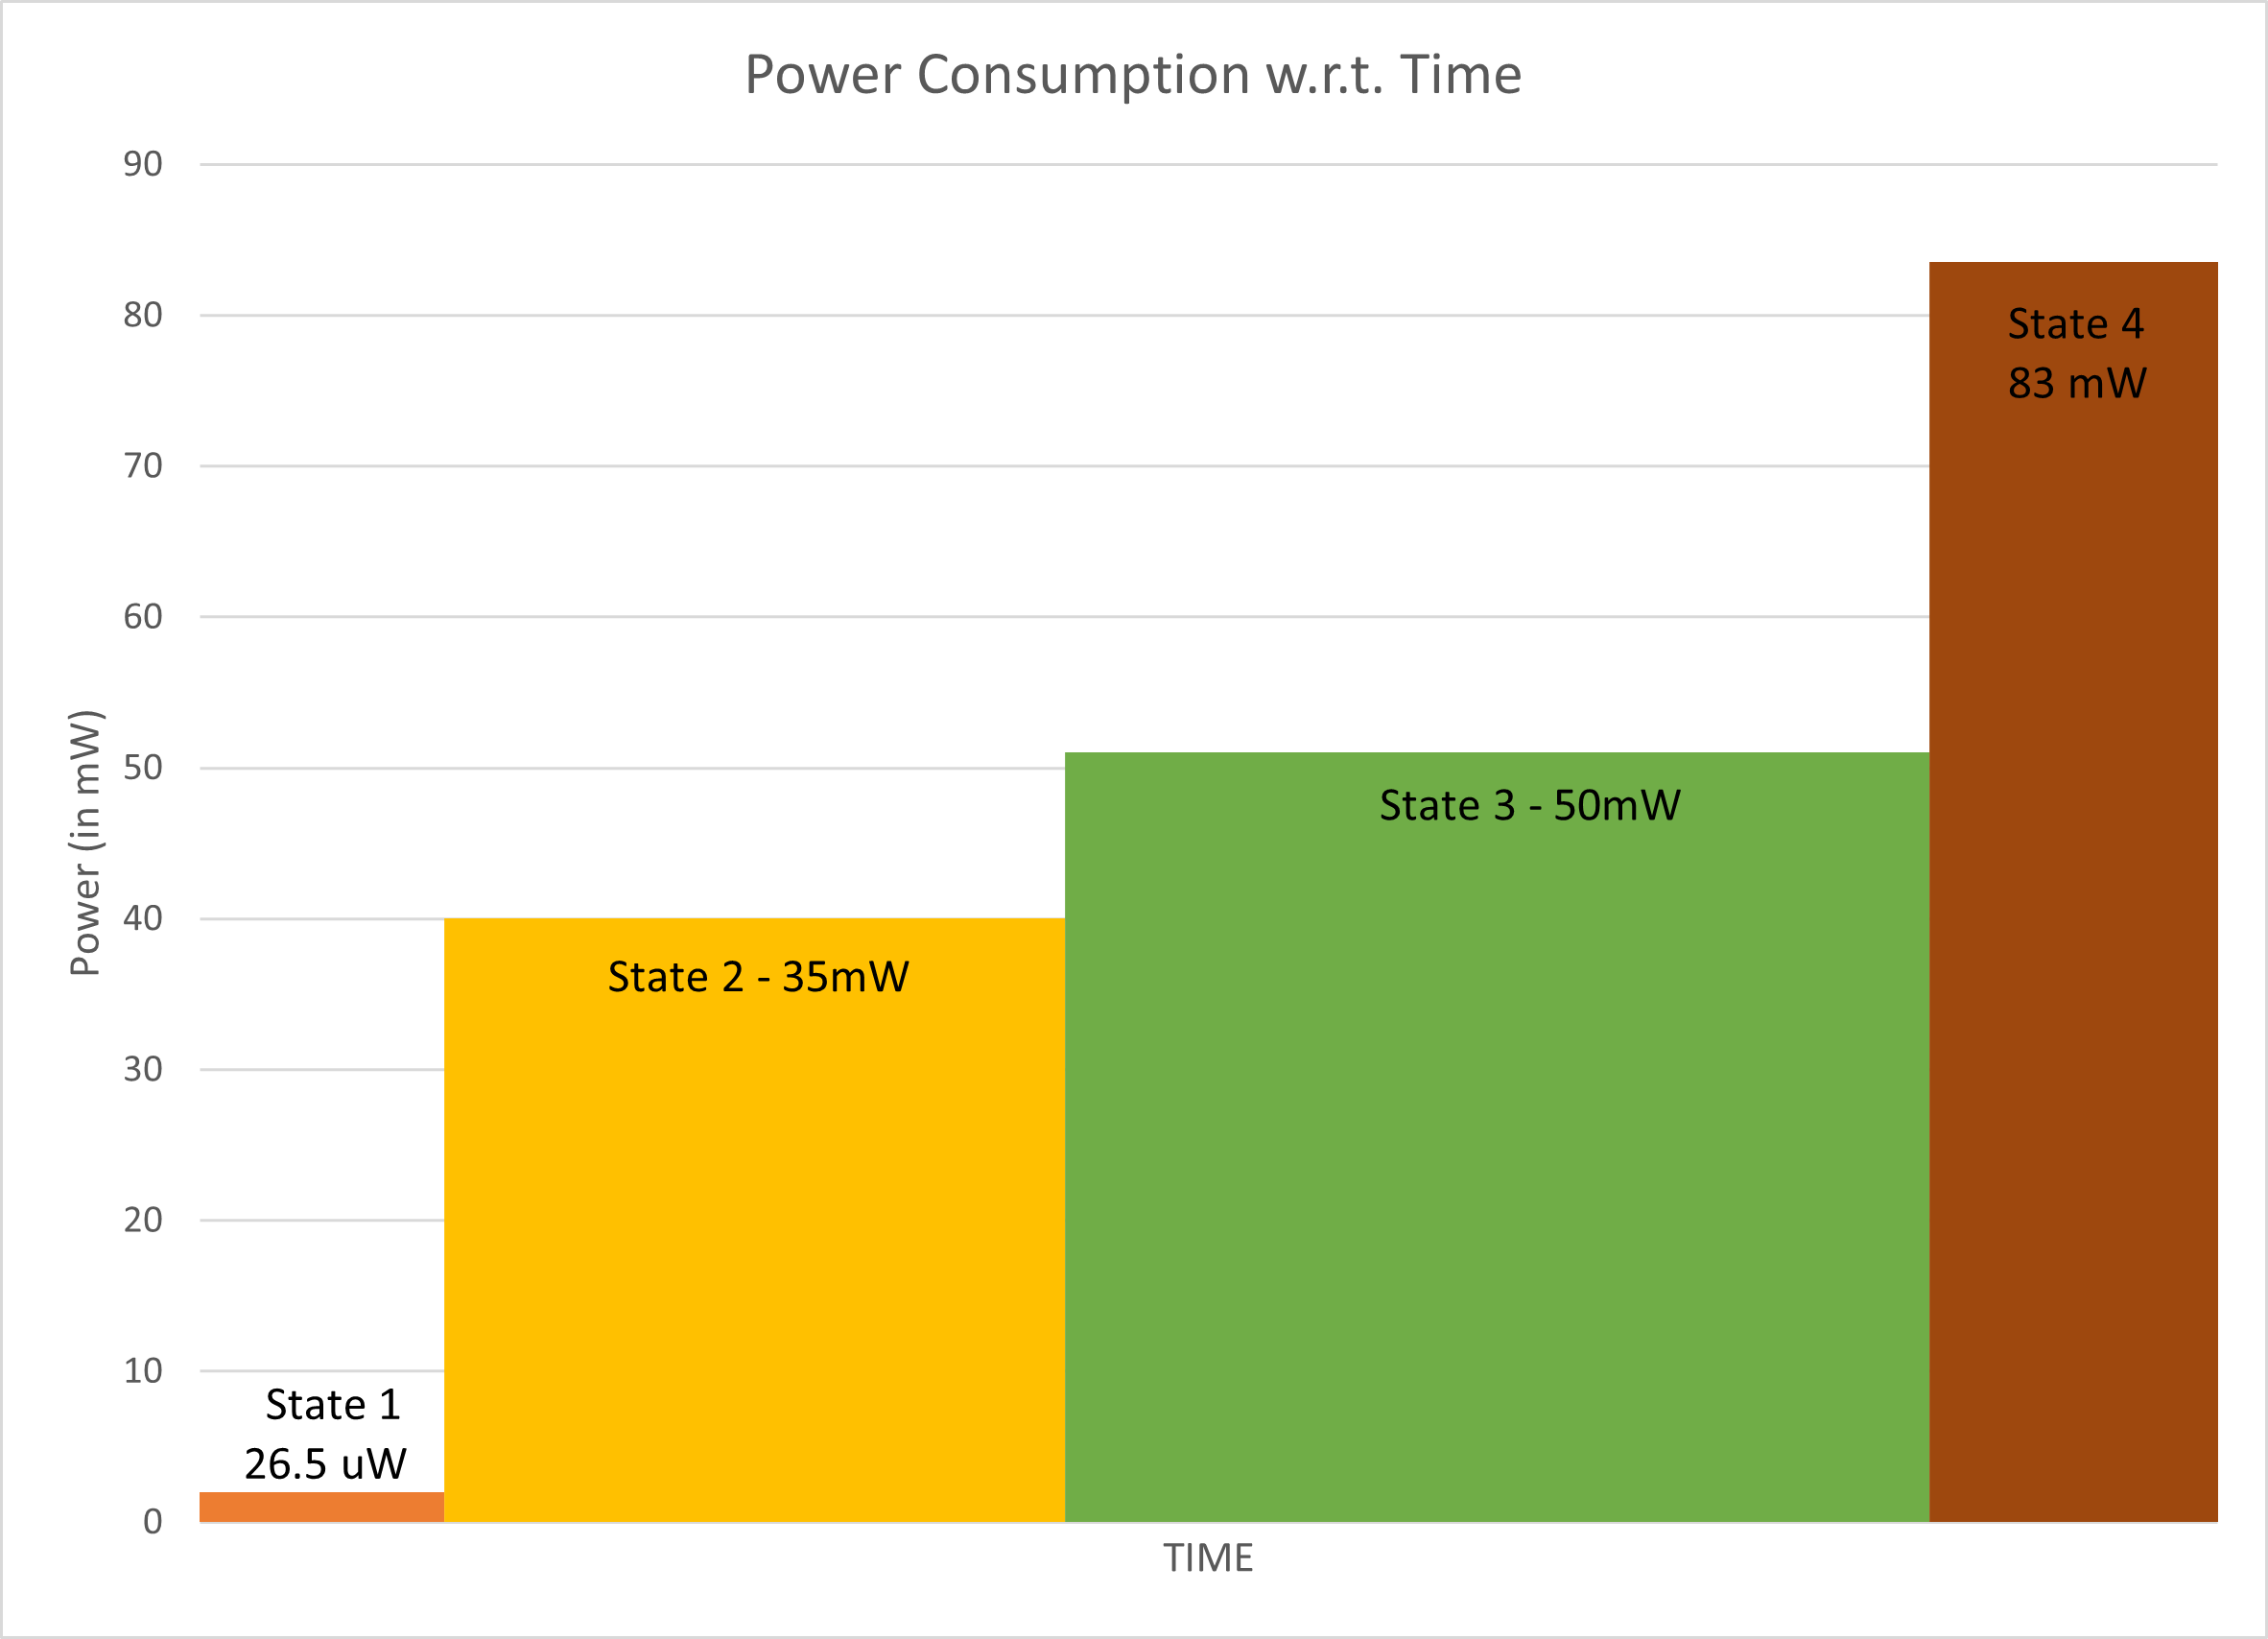 Power Consumption w.r.t. Time
90
80
70
60
50
40
30
20
10
0
Power (in mW)
State 1
26.5 uW
State 2 - 35mW
State 3 - 50mW
State 4
83 mW
TIME